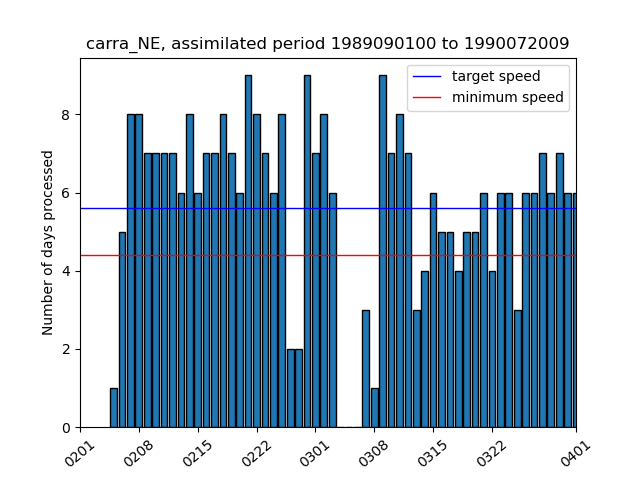 carra_NE, assimilated period 1989090100 to 1990072009
target speed
minimum speed
Number of days processed
8
6
4
2
0
0201 0208 0215 0222 0301 0308 0315 0322 0401